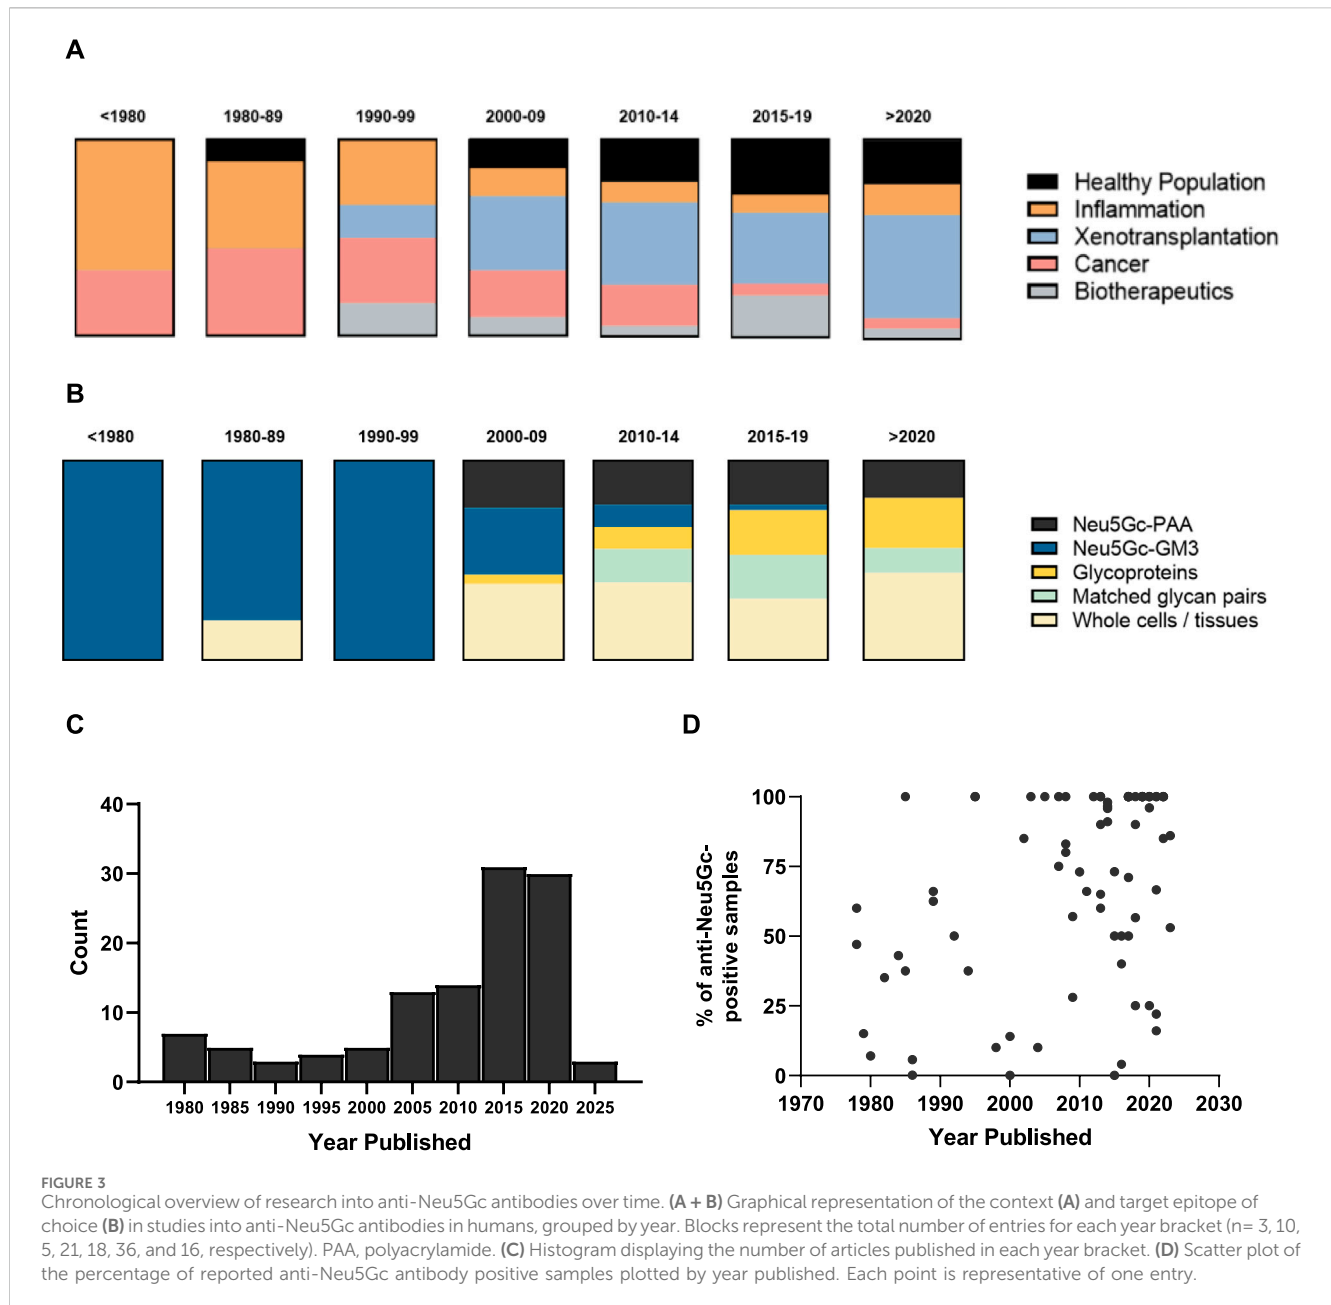 A
<1980 1980-89 1990-99 2000-09 2010-14 2015-19 >2020
Healthy Population
Inflammation
Xenotransplantation
Cancer
Biotherapeutics
B
<1980 1980-89 1990-99 2000-09 2010-14 2015-19 >2020
Neu5Gc-PAA
Neu5Gc-GM3
Glycoproteins
Matched glycan pairs
Whole cells / tissues
C
Count
40
30
20
10
0
1980 1985 1990 1995 2000 2005 2010 2015 2020 2025
Year Published
D
% of anti-Neu5Gc-
positive samples
100
75
50
25
0
1970 1980 1990 2000 2010 2020 2030
Year Published
FIGURE 3
Chronological overview of research into anti-Neu5Gc antibodies over time. (A + B) Graphical representation of the context (A) and target epitope of
choice (B) in studies into anti-Neu5Gc antibodies in humans, grouped by year. Blocks represent the total number of entries for each year bracket (n= 3, 10,
5, 21, 18, 36, and 16, respectively). PAA, polyacrylamide. (C) Histogram displaying the number of articles published in each year bracket. (D) Scatter plot of
the percentage of reported anti-Neu5Gc antibody positive samples plotted by year published. Each point is representative of one entry.